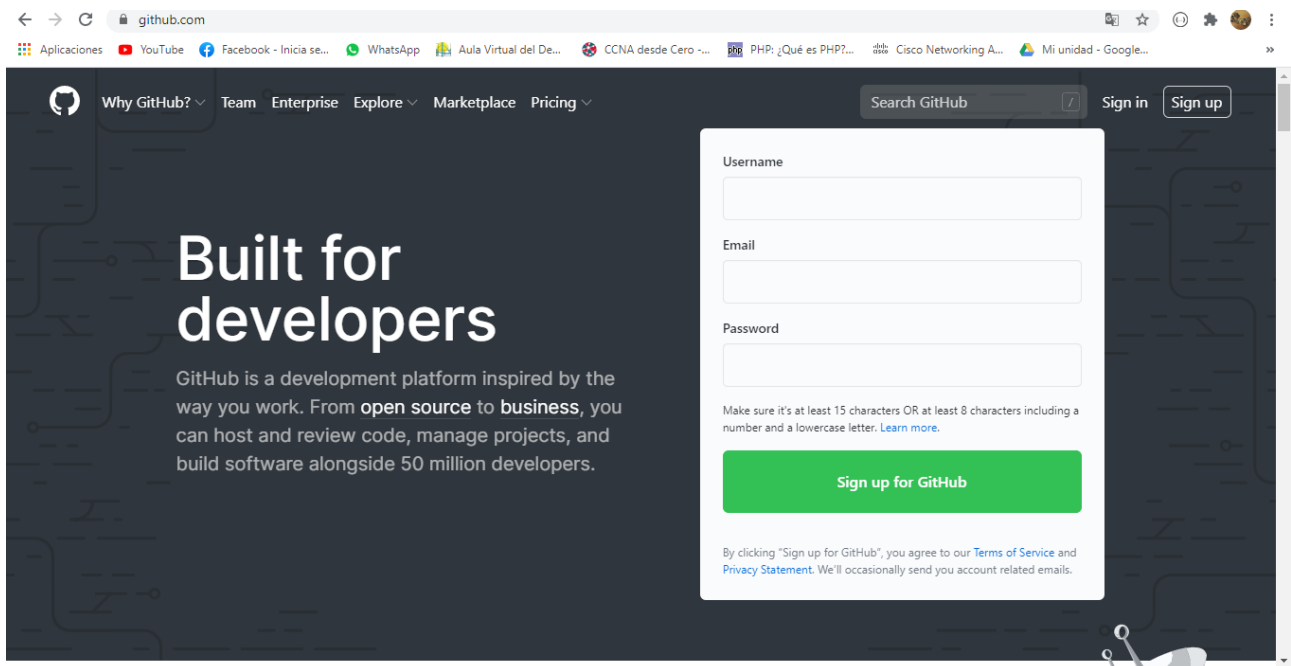 github.com
Aplicaciones YouTube Facebook - Inicia se... WhatsApp Aula Virtual del De... CCNA desde Cero -... php PHP: ¿Qué es PHP?... Cisco Networking A... Mi unidad - Google... »
Why GitHub? Team Enterprise Explore Marketplace Pricing Search GitHub / Sign in Sign up
Username
Built for
developers
GitHub is a development platform inspired by the
way you work. From open source to business, you
can host and review code, manage projects, and
build software alongside 50 million developers.
Email
Password
Make sure it's at least 15 characters OR at least 8 characters including a
number and a lowercase letter. Learn more.
Sign up for GitHub
By clicking “Sign up for GitHub”, you agree to our Terms of Service and
Privacy Statement. We’ll occasionally send you account related emails.